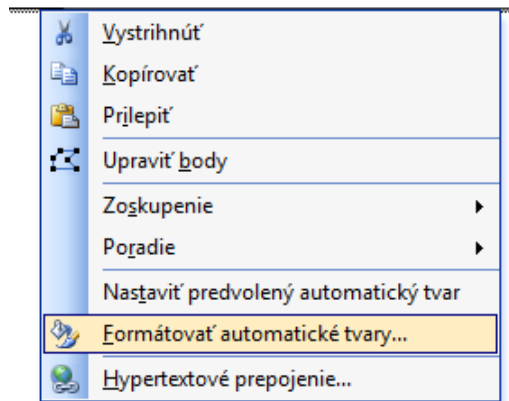 Vystrihnúť
Kopírovať
Prilepiť
Upraviť body
Zoskupenie
Poradie
Nastaviť predvolený automatický tvar
Formátovať automatické tvary...
Hypertextové prepojenie...